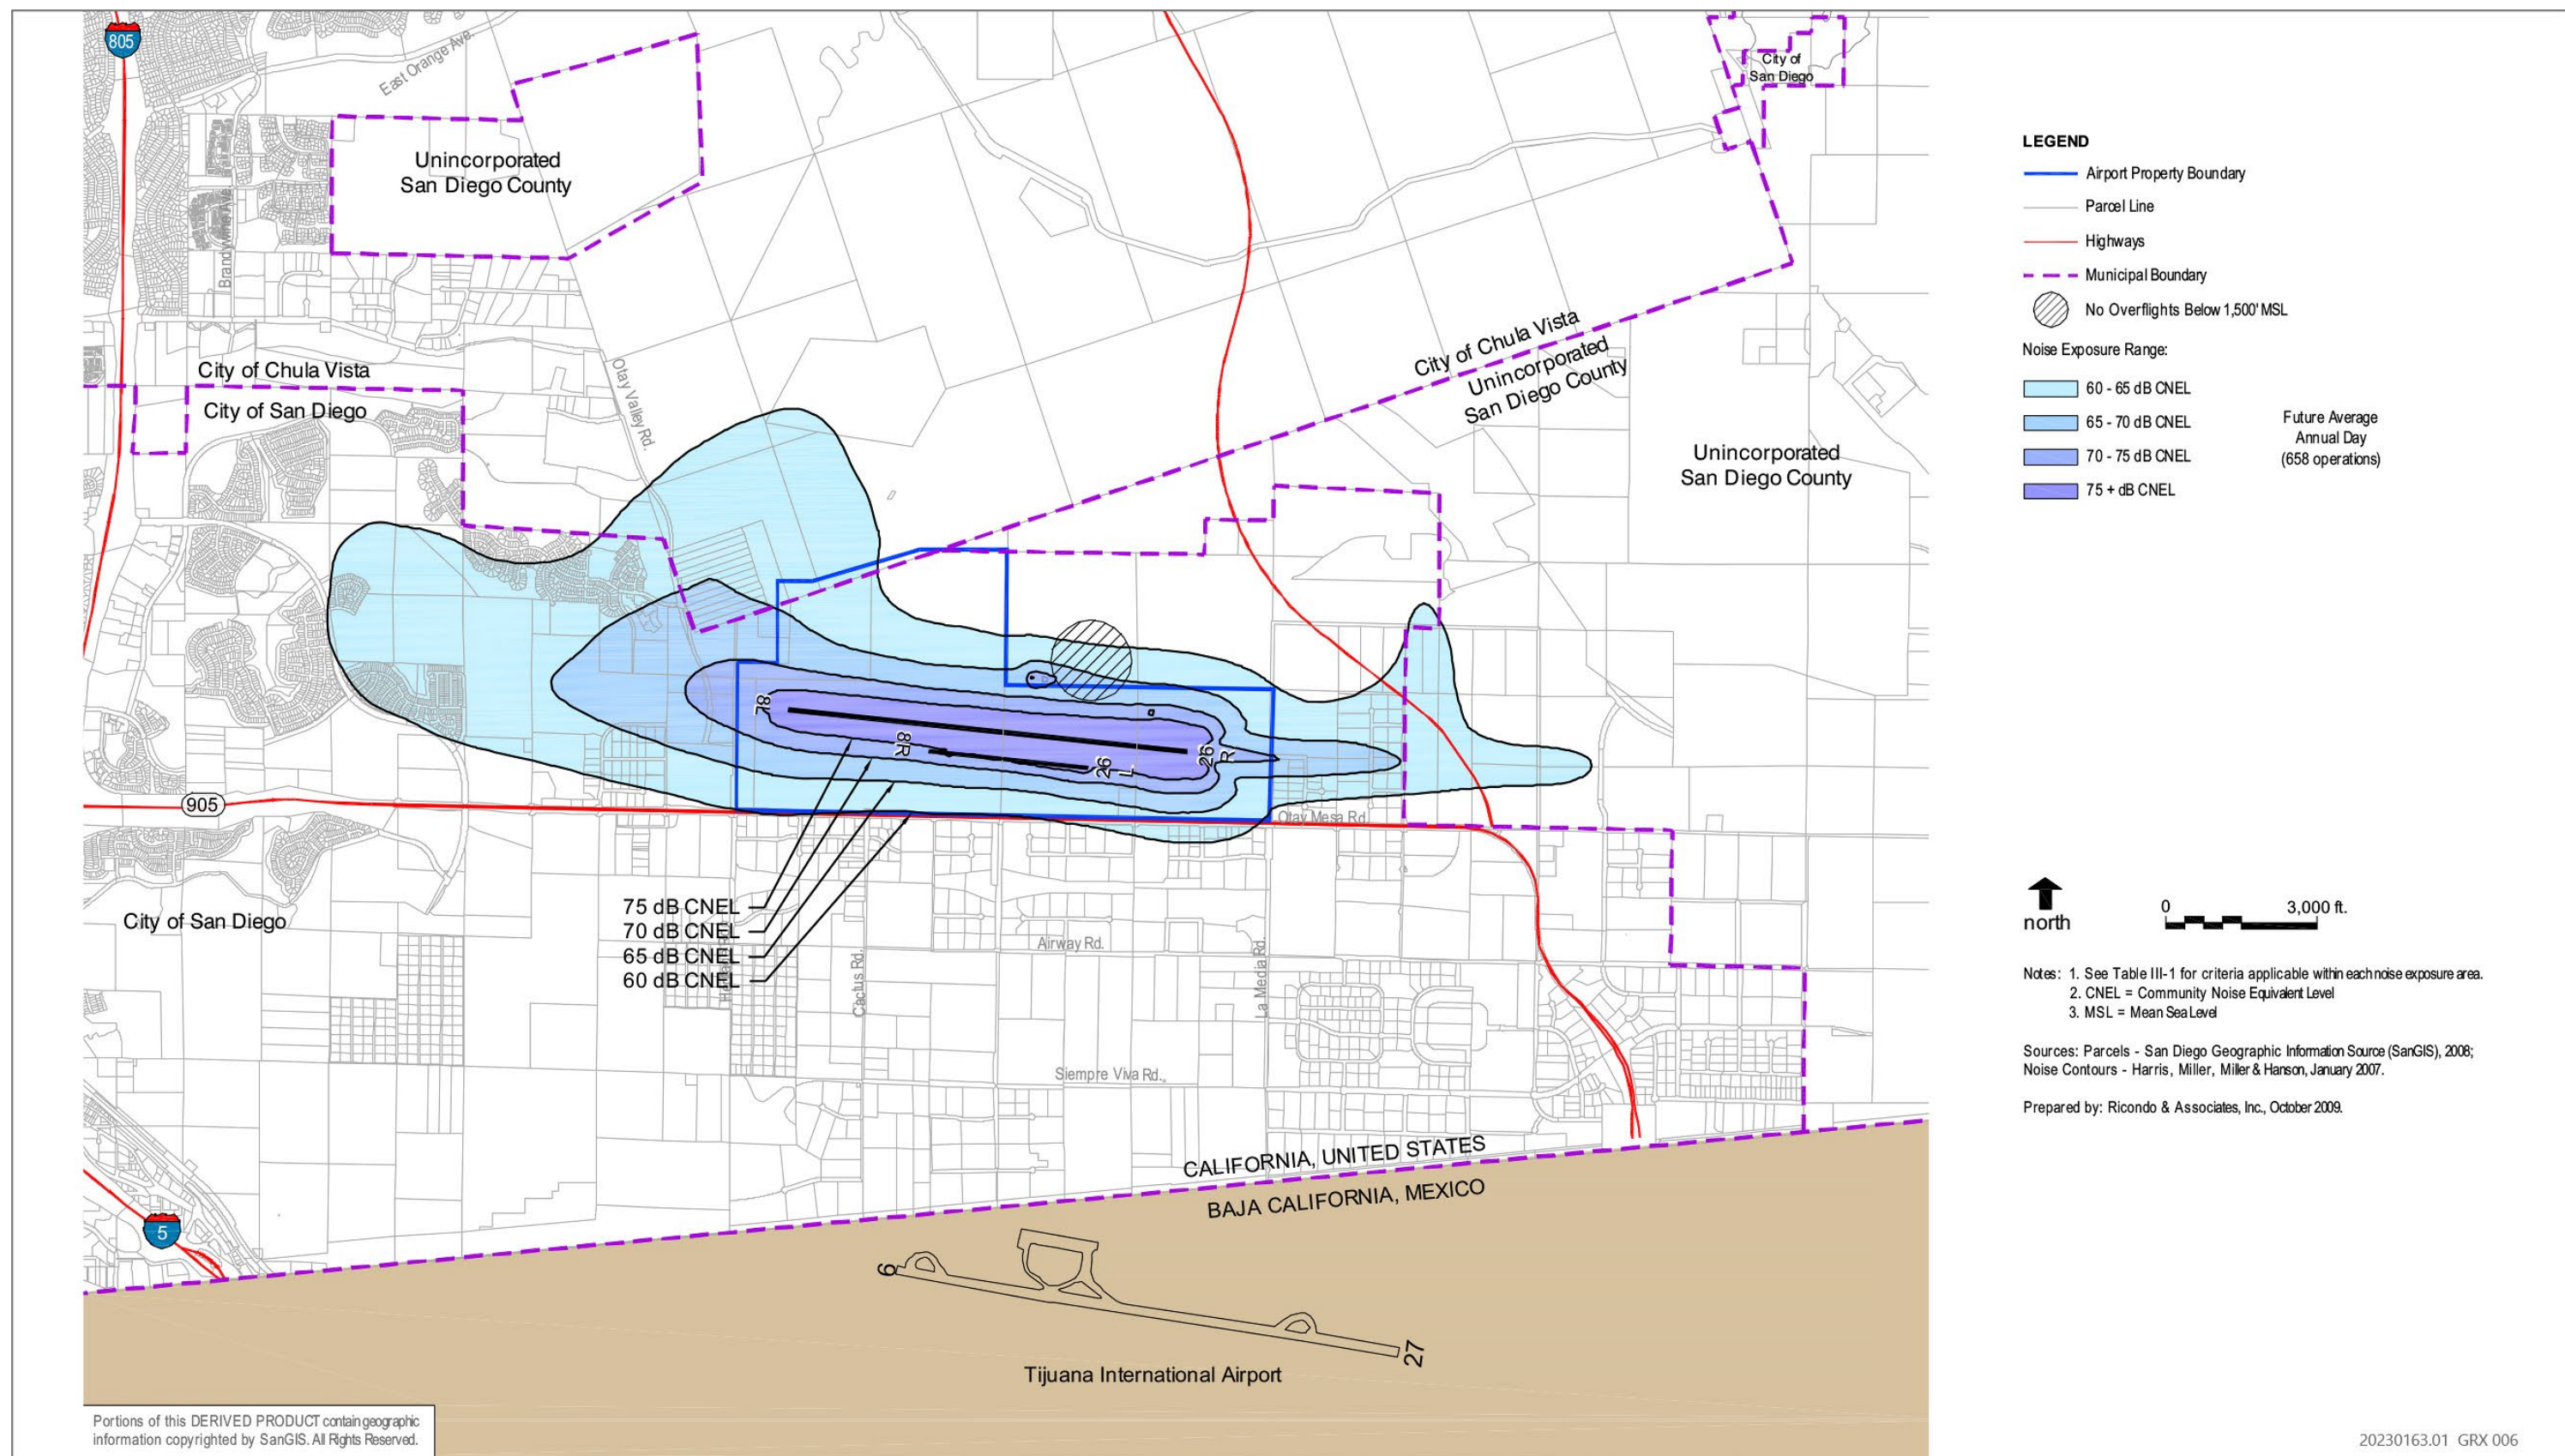 805
East Orange Ave.
City of
San Diego
Unincorporated
San Diego County
Brandywine Ave.
City of Chula Vista
City of San Diego
Otay Valley Rd.
City of Chula Vista
Unincorporated
San Diego County
Unincorporated
San Diego County
8L
8R
26
L
26
R
905
Otay Mesa Rd.
75 dB CNEL
70 dB CNEL
65 dB CNEL
60 dB CNEL
City of San Diego
Cactus Rd.
Airway Rd.
La Media Rd.
Siempre Viva Rd.
CALIFORNIA, UNITED STATES
BAJA CALIFORNIA, MEXICO
5
9
27
Tijuana International Airport
Portions of this DERIVED PRODUCT contain geographic
information copyrighted by SanGIS. All Rights Reserved.
LEGEND
Airport Property Boundary
Parcel Line
Highways
Municipal Boundary
No Overflights Below 1,500' MSL
Noise Exposure Range:
60 - 65 dB CNEL
65 - 70 dB CNEL
70 - 75 dB CNEL
75 + dB CNEL
Future Average
Annual Day
(658 operations)
north
0 3,000 ft.
Notes: 1. See Table III-1 for criteria applicable within each noise exposure area.
2. CNEL = Community Noise Equivalent Level
3. MSL = Mean Sea Level
Sources: Parcels - San Diego Geographic Information Source (SanGIS), 2008;
Noise Contours - Harris, Miller, Miller & Hanson, January 2007.
Prepared by: Ricondo & Associates, Inc., October 2009.
20230163.01 GRX 006